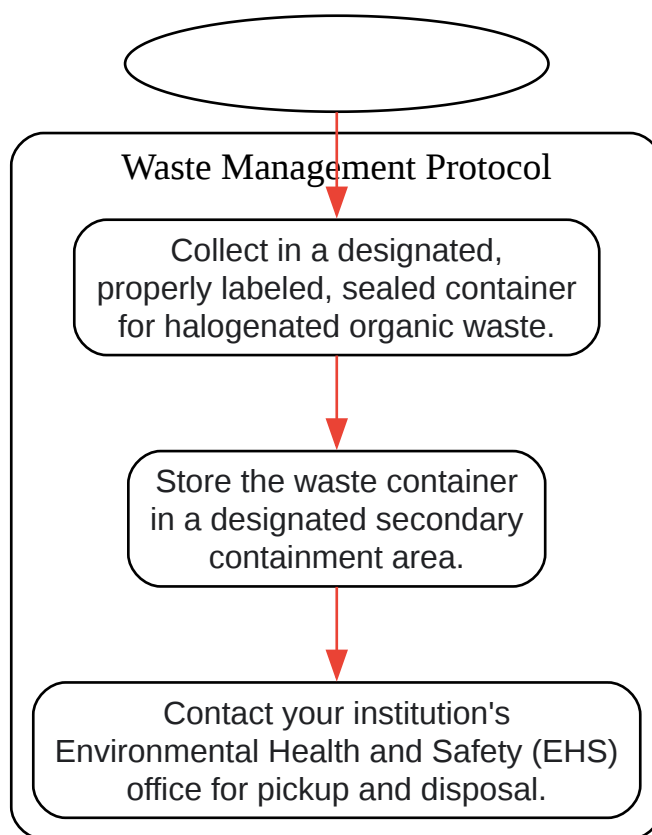 Waste Management Protocol
Collect in a designated,
properly labeled, sealed container
for halogenated organic waste.
Store the waste container
in a designated secondary
containment area.
Contact your institution's
Environmental Health and Safety (EHS)
office for pickup and disposal.